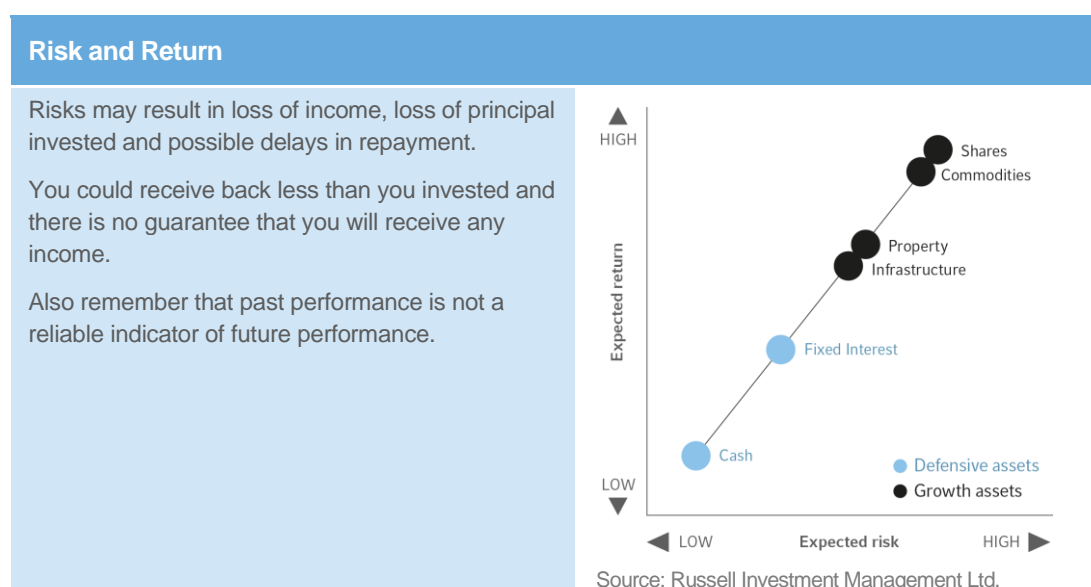 Risk and Return
Risks may result in loss of income, loss of principal
invested and possible delays in repayment.
You could receive back less than you invested and
there is no guarantee that you will receive any
income.
Also remember that past performance is not a
reliable indicator of future performance.
HIGH
Expected return
LOW
Shares
Commodities
Property
Infrastructure
Fixed Interest
Cash
Defensive assets
Growth assets
LOW
Expected risk
HIGH
Source: Russell Investment Management Ltd.